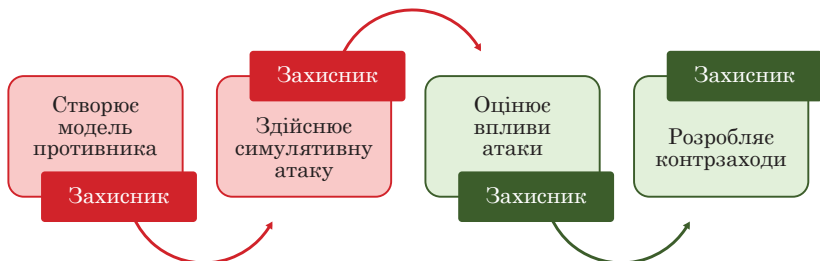 Створює
модель
противника
Захисник
Захисник
Здійснює
симулятивну
атаку
Оцінює
впливи
атаки
Захисник
Захисник
Розробляє
контрзаходи